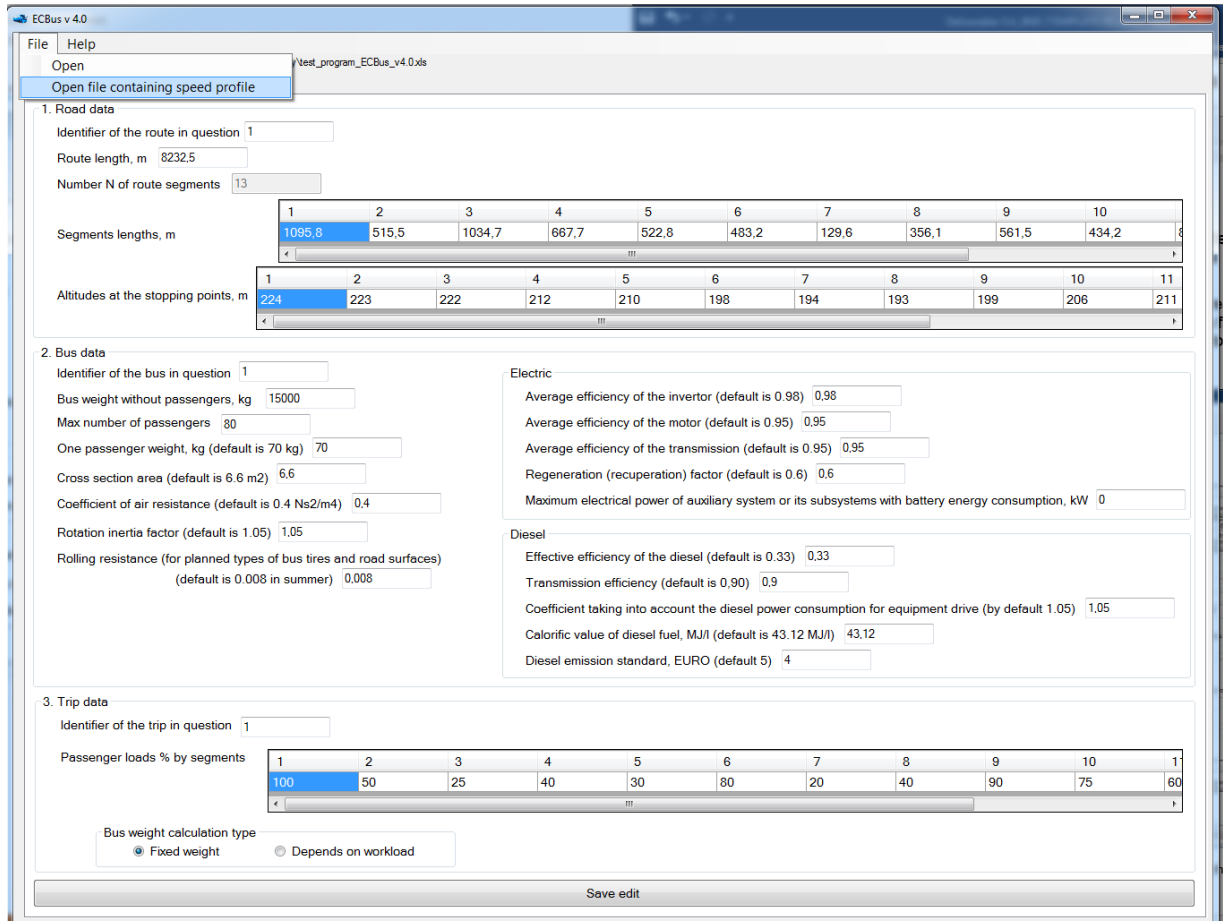 ECBus v 4.0
File Help
Open
y\test_program_ECBus_v4.0.xls
Open file containing speed profile
1. Road data
Identifier of the route in question 1
Route length, m 8232,5
Number N of route segments 13
1 2 3 4 5 6 7 8 9 10
Segments lengths, m 1095,8 515,5 1034,7 667,7 522,8 483,2 129,6 356,1 561,5 434,2
1 2 3 4 5 6 7 8 9 10 11
Altitudes at the stopping points, m 224 223 222 212 210 198 194 193 199 206 211
2. Bus data
Identifier of the bus in question 1
Bus weight without passengers, kg 15000
Max number of passengers 80
One passenger weight, kg (default is 70 kg) 70
Cross section area (default is 6.6 m2) 6,6
Coefficient of air resistance (default is 0.4 Ns2/m4) 0,4
Rotation inertia factor (default is 1.05) 1,05
Rolling resistance (for planned types of bus tires and road surfaces)
(default is 0.008 in summer) 0,008
Electric
Average efficiency of the invertor (default is 0.98) 0,98
Average efficiency of the motor (default is 0.95) 0,95
Average efficiency of the transmission (default is 0.95) 0,95
Regeneration (recuperation) factor (default is 0.6) 0,6
Maximum electrical power of auxiliary system or its subsystems with battery energy consumption, kW 0
Diesel
Effective efficiency of the diesel (default is 0.33) 0,33
Transmission efficiency (default is 0,90) 0,9
Coefficient taking into account the diesel power consumption for equipment drive (by default 1.05) 1,05
Calorific value of diesel fuel, MJ/l (default is 43.12 MJ/l) 43,12
Diesel emission standard, EURO (default 5) 4
3. Trip data
Identifier of the trip in question 1
Passenger loads % by segments 1 2 3 4 5 6 7 8 9 10 11
100 50 25 40 30 80 20 40 90 75 60
Bus weight calculation type
Fixed weight Depends on workload
Save edit